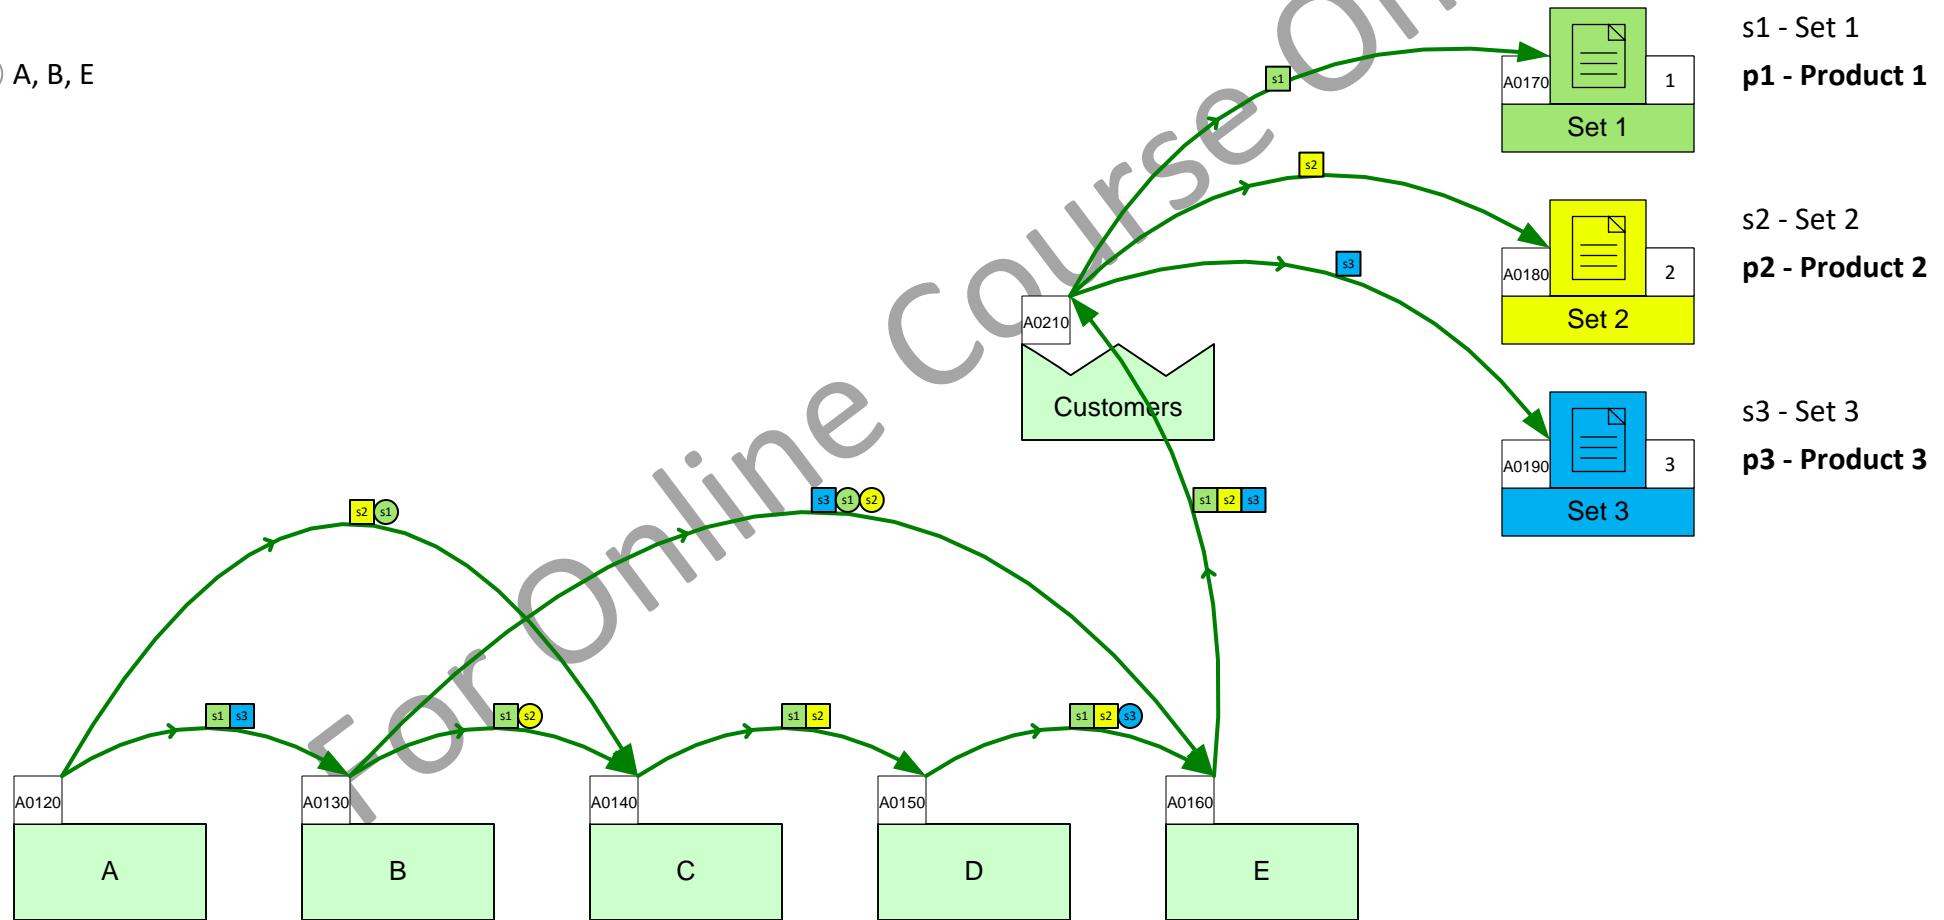 s1 - Set 1
p1 - Product 1
) A, B, E
s1
A0170
1
Set 1
s2
s2 - Set 2
p2 - Product 2
A0180
2
Set 2
s3
A0210
Customers
s3 - Set 3
p3 - Product 3
A0190
3
Set 3
s2 s1
s3 s1 s2
s1 s2 s3
s1 s3
s1 s2
s1 s2
s1 s2 s3
A0120
A0130
A0140
A0150
A0160
A
B
C
D
E
For Online Course On